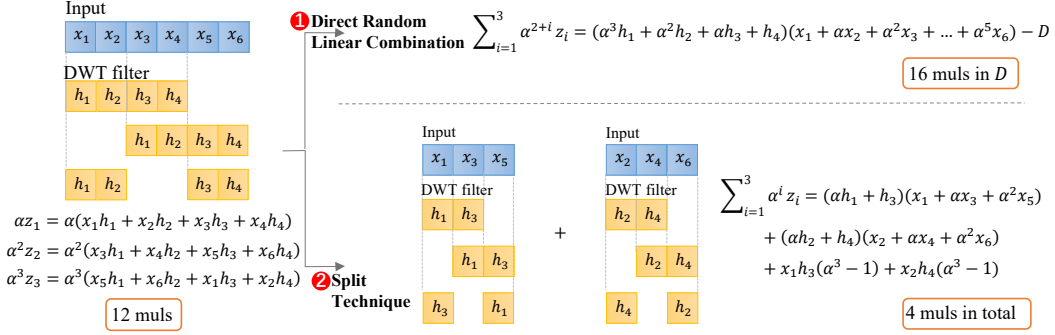 Input
x₁ x₂ x₃ x₄ x₅ x₆
DWT filter
h₁ h₂ h₃ h₄
h₁ h₂ h₃ h₄
h₁ h₂ h₃ h₄
αz₁ = α(x₁h₁ + x₂h₂ + x₃h₃ + x₄h₄)
α²z₂ = α²(x₃h₁ + x₄h₂ + x₅h₃ + x₆h₄)
α³z₃ = α³(x₅h₁ + x₆h₂ + x₁h₃ + x₂h₄)
12 muls
1 Direct Random
Linear Combination
∑³ᵢ₌₁ α²⁺ⁱzᵢ = (α³h₁ + α²h₂ + αh₃ + h₄)(x₁ + αx₂ + α²x₃ + ... + α⁵x₆) − D
16 muls in D
2 Split
Technique
Input
x₁ x₃ x₅
DWT filter
h₁ h₃
h₁ h₃
h₃ h₁
+
Input
x₂ x₄ x₆
DWT filter
h₂ h₄
h₂ h₄
h₄ h₂
∑³ᵢ₌₁ αⁱzᵢ = (αh₁ + h₃)(x₁ + αx₃ + α²x₅)
+ (αh₂ + h₄)(x₂ + αx₄ + α²x₆)
+ x₁h₃(α³ − 1) + x₂h₄(α³ − 1)
4 muls in total